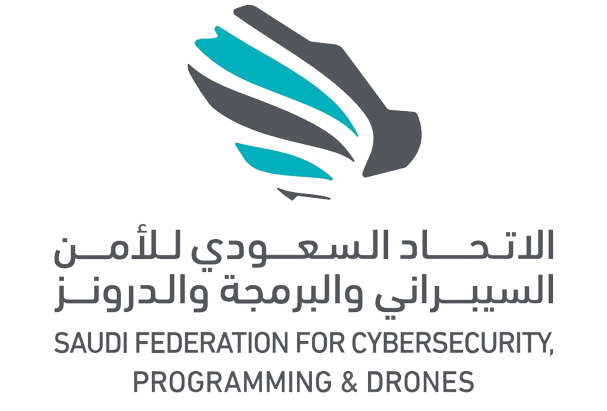 الاتحاد السعودي للأمن
السيبراني والبرمجة والدرونز
SAUDI FEDERATION FOR CYBERSECURITY,
PROGRAMMING & DRONES